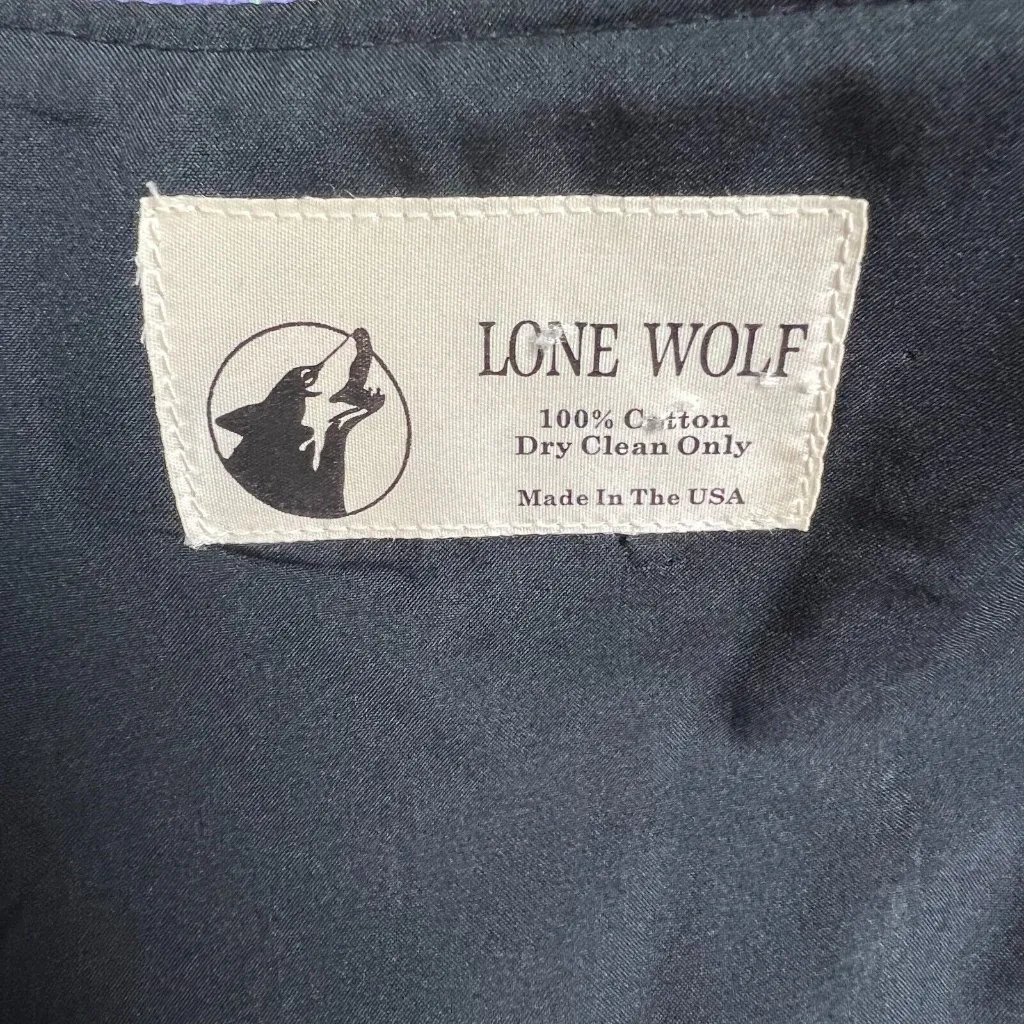 LONE WOLF
100% Cotton
Dry Clean Only
Made In The USA